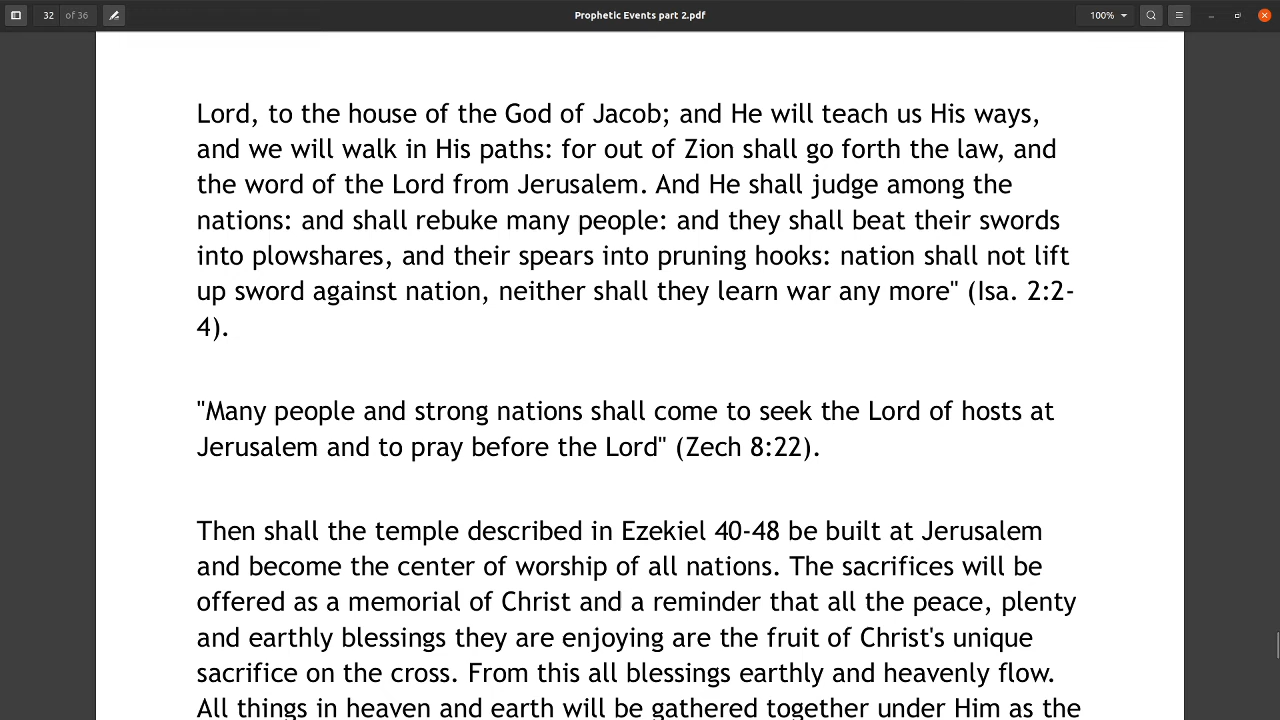 32 of 36
Prophetic Events part 2.pdf
100%
Lord, to the house of the God of Jacob; and He will teach us His ways,
and we will walk in His paths: for out of Zion shall go forth the law, and
the word of the Lord from Jerusalem. And He shall judge among the
nations: and shall rebuke many people: and they shall beat their swords
into plowshares, and their spears into pruning hooks: nation shall not lift
up sword against nation, neither shall they learn war any more" (Isa. 2:2-
4).
"Many people and strong nations shall come to seek the Lord of hosts at
Jerusalem and to pray before the Lord" (Zech 8:22).
Then shall the temple described in Ezekiel 40-48 be built at Jerusalem
and become the center of worship of all nations. The sacrifices will be
offered as a memorial of Christ and a reminder that all the peace, plenty
and earthly blessings they are enjoying are the fruit of Christ's unique
sacrifice on the cross. From this all blessings earthly and heavenly flow.
All things in heaven and earth will be gathered together under Him as the